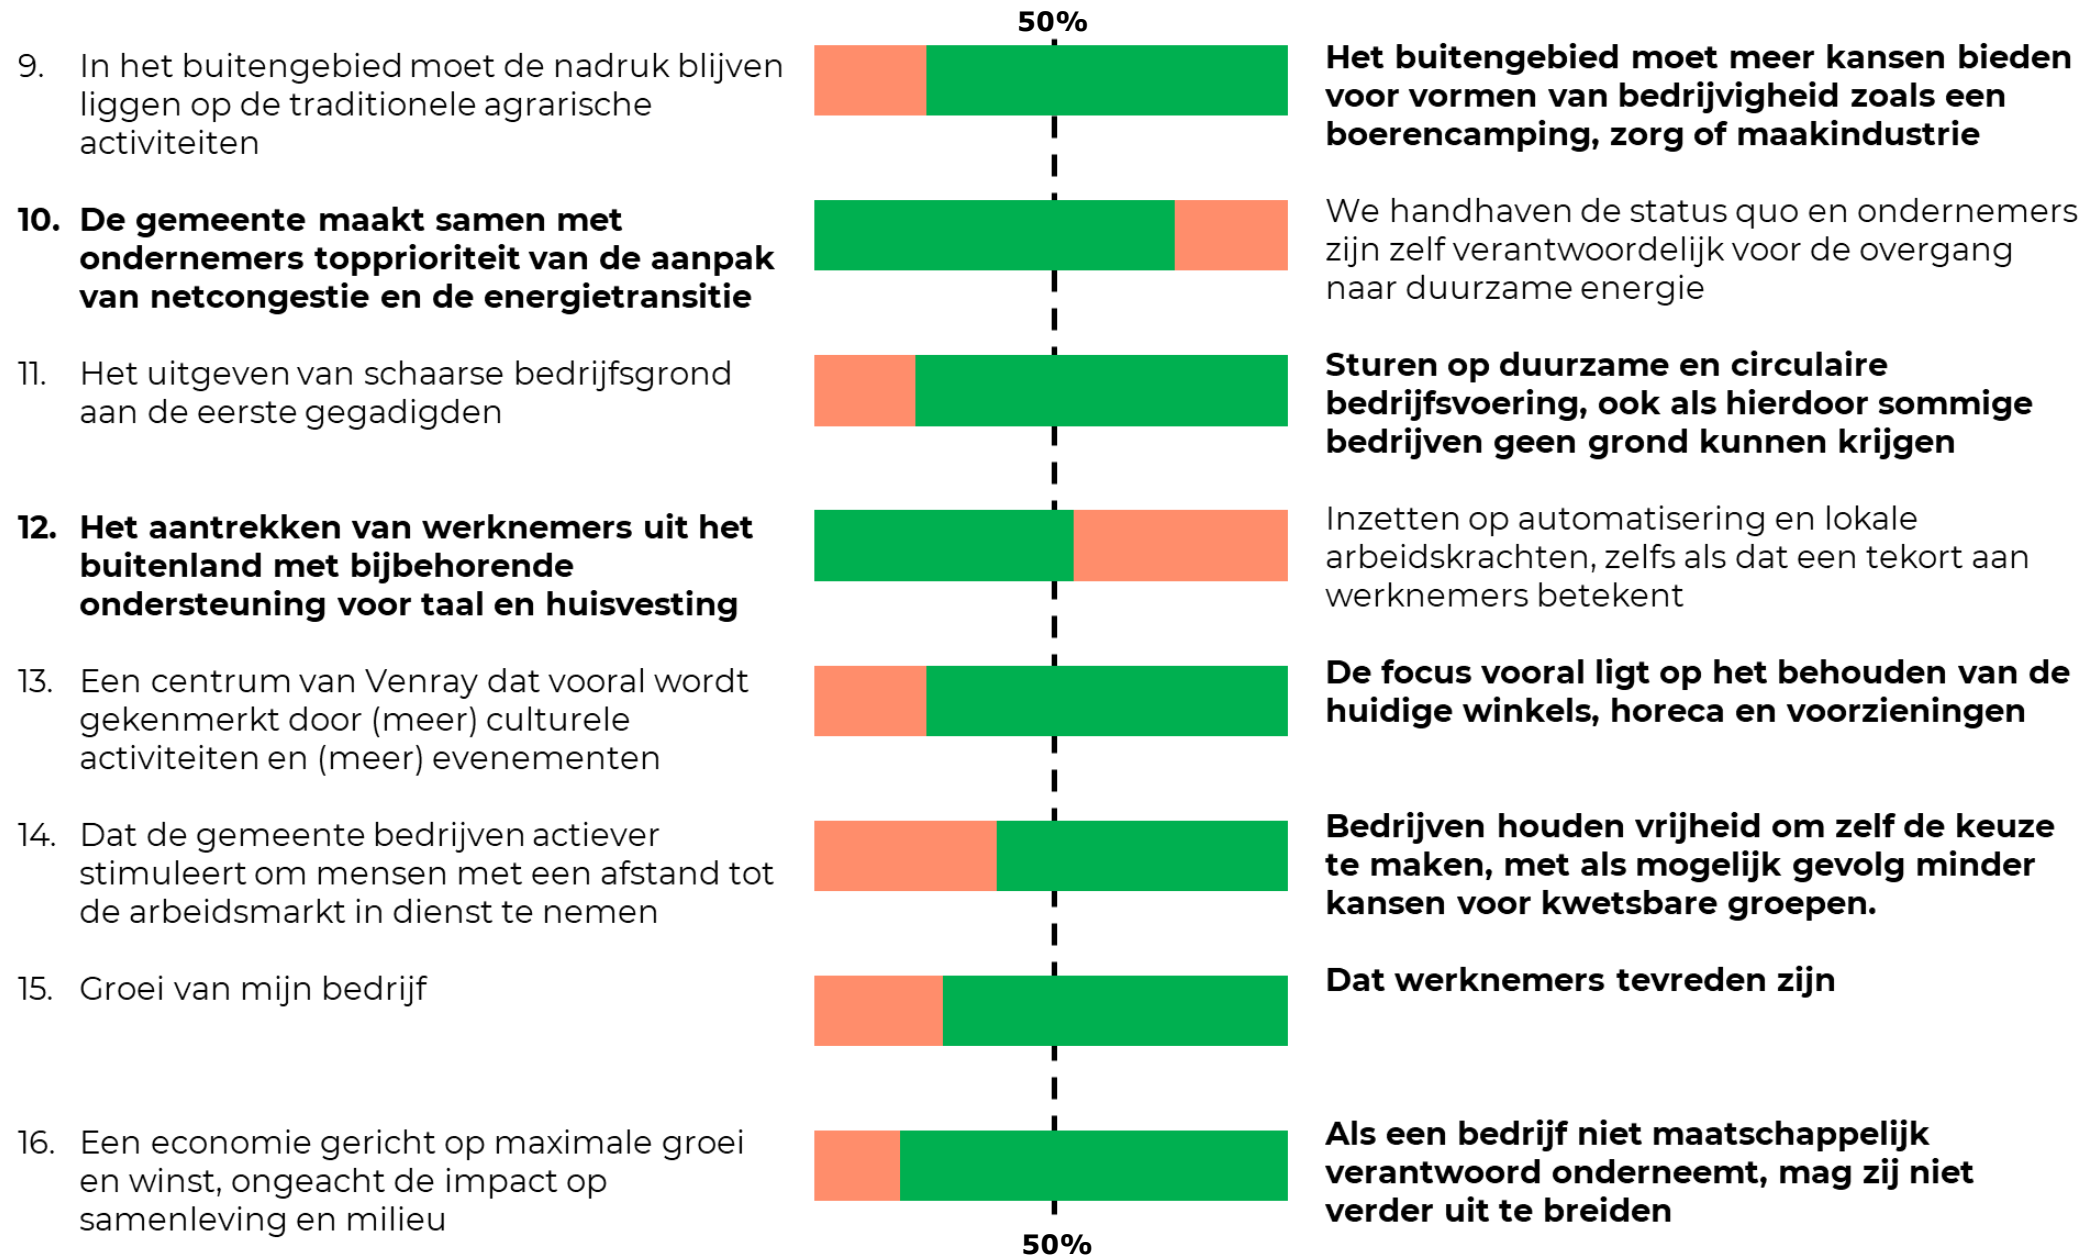 50%
9. In het buitengebied moet de nadruk blijven
liggen op de traditionele agrarische
activiteiten
Het buitengebied moet meer kansen bieden
voor vormen van bedrijvigheid zoals een
boerencamping, zorg of maakindustrie
10. De gemeente maakt samen met
ondernemers topprioriteit van de aanpak
van netcongestie en de energietransitie
We handhaven de status quo en ondernemers
zijn zelf verantwoordelijk voor de overgang
naar duurzame energie
11. Het uitgeven van schaarse bedrijfsgrond
aan de eerste gegadigden
Sturen op duurzame en circulaire
bedrijfsvoering, ook als hierdoor sommige
bedrijven geen grond kunnen krijgen
12. Het aantrekken van werknemers uit het
buitenland met bijbehorende
ondersteuning voor taal en huisvesting
Inzetten op automatisering en lokale
arbeidskrachten, zelfs als dat een tekort aan
werknemers betekent
13. Een centrum van Venray dat vooral wordt
gekenmerkt door (meer) culturele
activiteiten en (meer) evenementen
De focus vooral ligt op het behouden van de
huidige winkels, horeca en voorzieningen
14. Dat de gemeente bedrijven actiever
stimuleert om mensen met een afstand tot
de arbeidsmarkt in dienst te nemen
Bedrijven houden vrijheid om zelf de keuze
te maken, met als mogelijk gevolg minder
kansen voor kwetsbare groepen.
15. Groei van mijn bedrijf
Dat werknemers tevreden zijn
16. Een economie gericht op maximale groei
en winst, ongeacht de impact op
samenleving en milieu
Als een bedrijf niet maatschappelijk
verantwoord onderneemt, mag zij niet
verder uit te breiden
50%